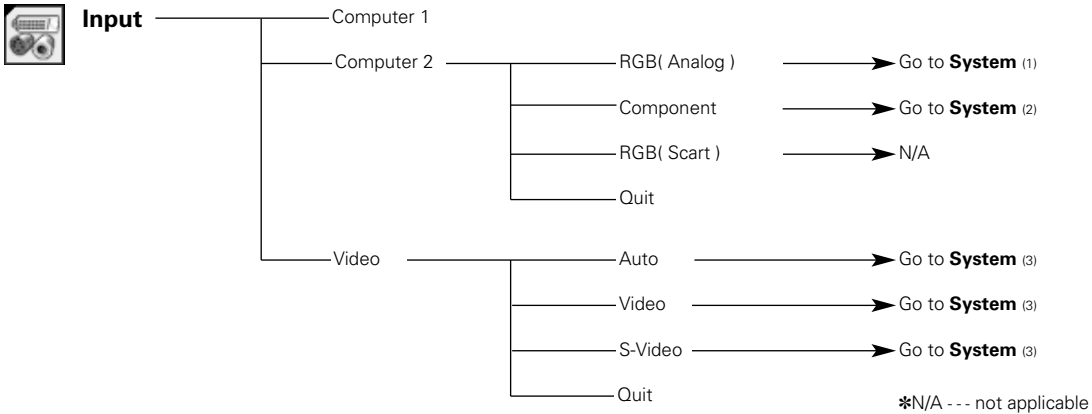 Input
Computer 1
Computer 2
RGB( Analog )
Go to System (1)
Component
Go to System (2)
RGB( Scart )
N/A
Quit
Video
Auto
Go to System (3)
Video
Go to System (3)
S-Video
Go to System (3)
Quit
✽N/A - - - not applicable